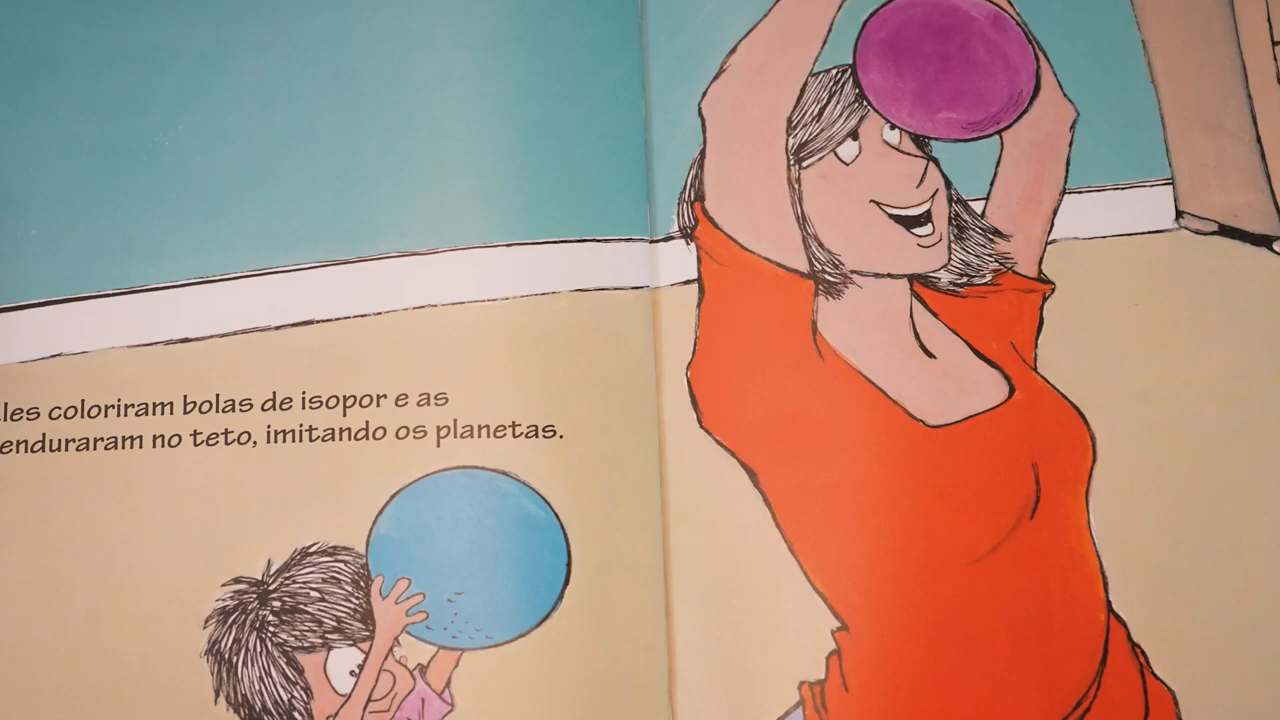 les coloriram bolas de isopor e as
enduraram no teto, imitando os planetas.